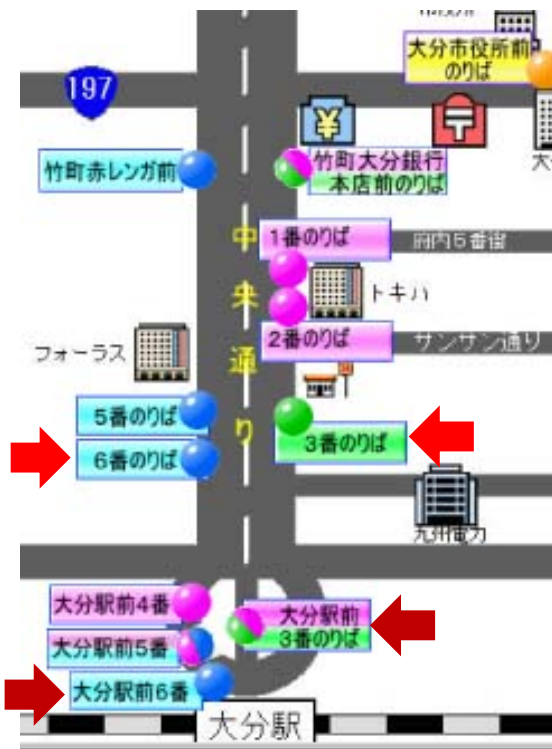 大分市役所前
のりば
197
竹町赤レンガ前
¥
〒
竹町大分銀行
本店前のりば
中央通り
1番のりば
府内5番街
トキハ
2番のりば
サンサン通り
フォーラス
5番のりば
6番のりば
3番のりば
九州電力
大分駅前4番
大分駅前
3番のりば
大分駅前5番
大分駅前6番
大分駅